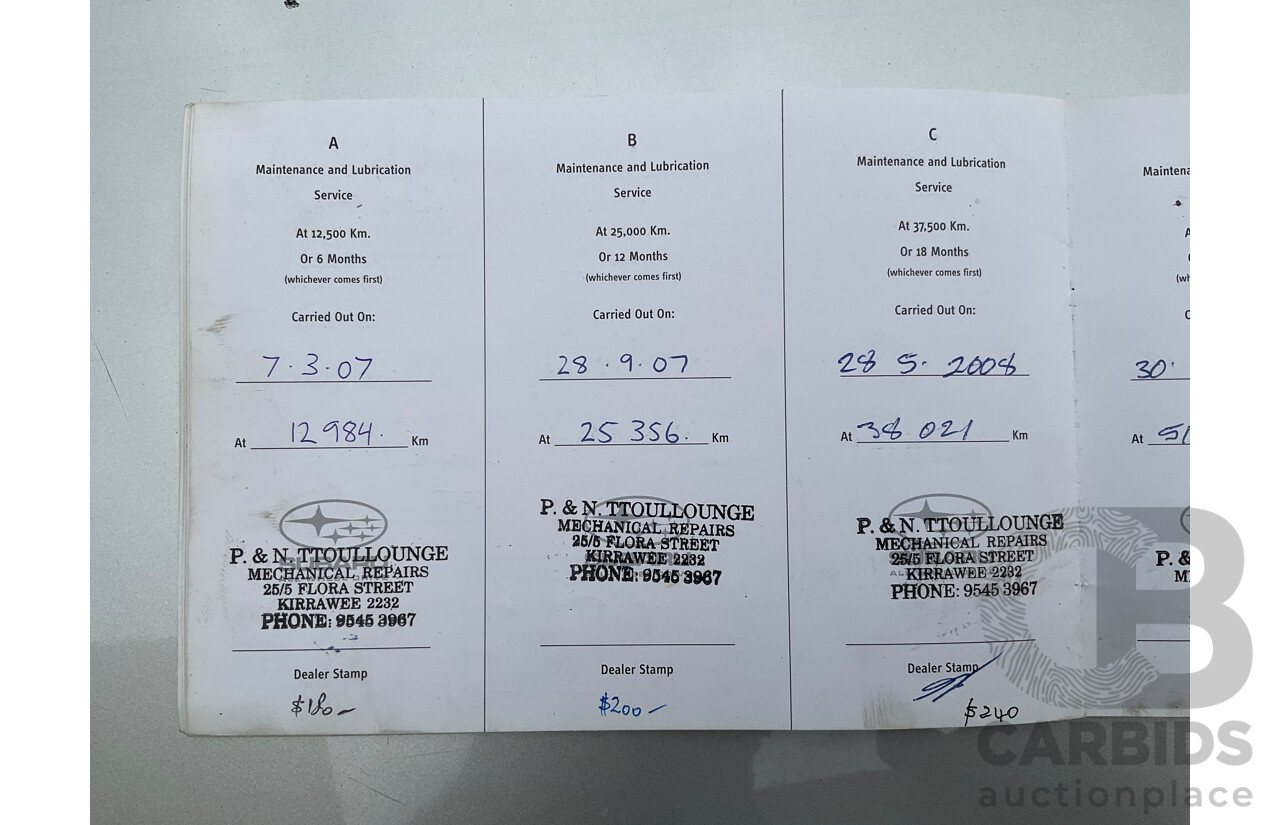 A
Maintenance and Lubrication
Service
At 12,500 Km.
Or 6 Months
(whichever comes first)
Carried Out On:
7.3.07
At 12984. Km
SUBARU
P. & N. TTOULLOUNGE
MECHANICAL REPAIRS
25/5 FLORA STREET
KIRRAWEE 2232
PHONE: 9545 3967
Dealer Stamp
$180-
B
Maintenance and Lubrication
Service
At 25,000 Km.
Or 12 Months
(whichever comes first)
Carried Out On:
28.9.07
At 25 356. Km
P. & N. TTOULLOUNGE
MECHANICAL REPAIRS
25/5 FLORA STREET
KIRRAWEE 2232
PHONE: 9545 3967
Dealer Stamp
$200-
C
Maintenance and Lubrication
Service
At 37,500 Km.
Or 18 Months
(whichever comes first)
Carried Out On:
28 5. 2008
At 38 021 Km
P. & N. TTOULLOUNGE
MECHANICAL REPAIRS
25/5 FLORA STREET
KIRRAWEE 2232
PHONE: 9545 3967
Dealer Stamp
$240
Maintena
30.
At 51
P. &
M
CARBIDS
auctionplace